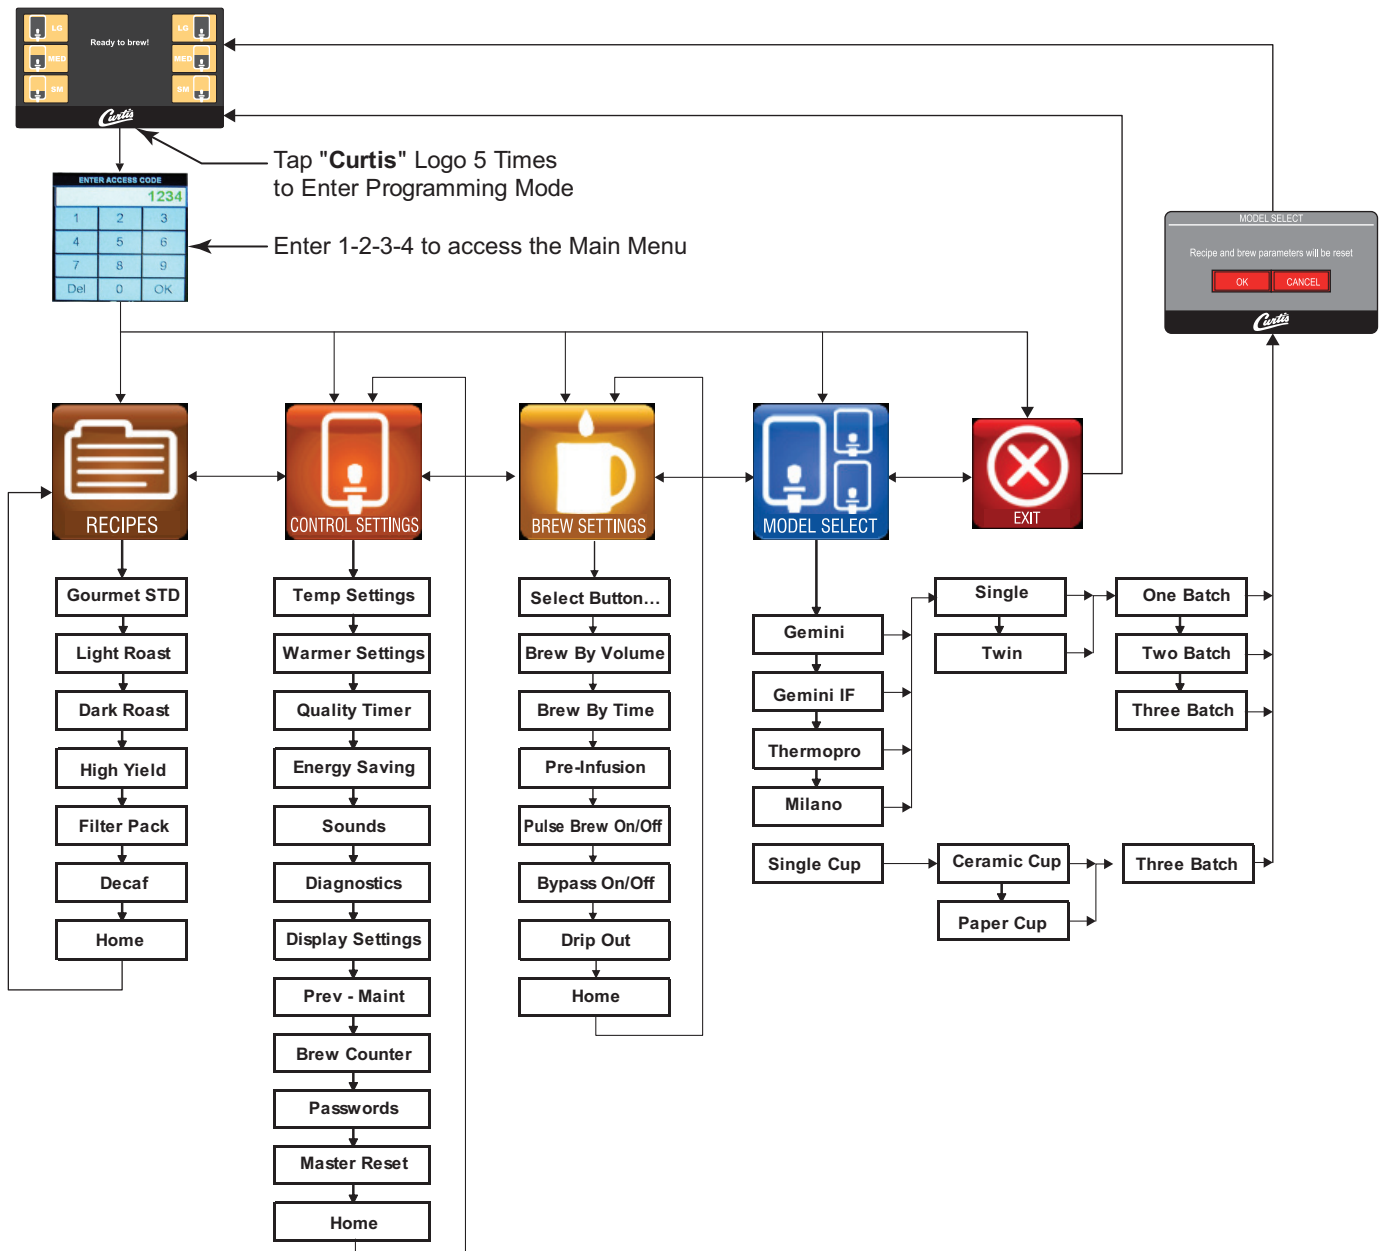 LG
LG
Ready to brew!
MED
MED
SM
SM
Curtis
Tap "Curtis" Logo 5 Times
to Enter Programming Mode
ENTER ACCESS CODE
1234
1 2 3
4 5 6
7 8 9
Del 0 OK
Enter 1-2-3-4 to access the Main Menu
MODEL SELECT
Recipe and brew parameters will be reset
OK CANCEL
Curtis
RECIPES
CONTROL SETTINGS
BREW SETTINGS
MODEL SELECT
EXIT
Gourmet STD
Light Roast
Dark Roast
High Yield
Filter Pack
Decaf
Home
Temp Settings
Warmer Settings
Quality Timer
Energy Saving
Sounds
Diagnostics
Display Settings
Prev - Maint
Brew Counter
Passwords
Master Reset
Home
Select Button...
Brew By Volume
Brew By Time
Pre-Infusion
Pulse Brew On/Off
Bypass On/Off
Drip Out
Home
Gemini
Gemini IF
Thermopro
Milano
Single Cup
Single
Twin
Ceramic Cup
Paper Cup
One Batch
Two Batch
Three Batch
Three Batch